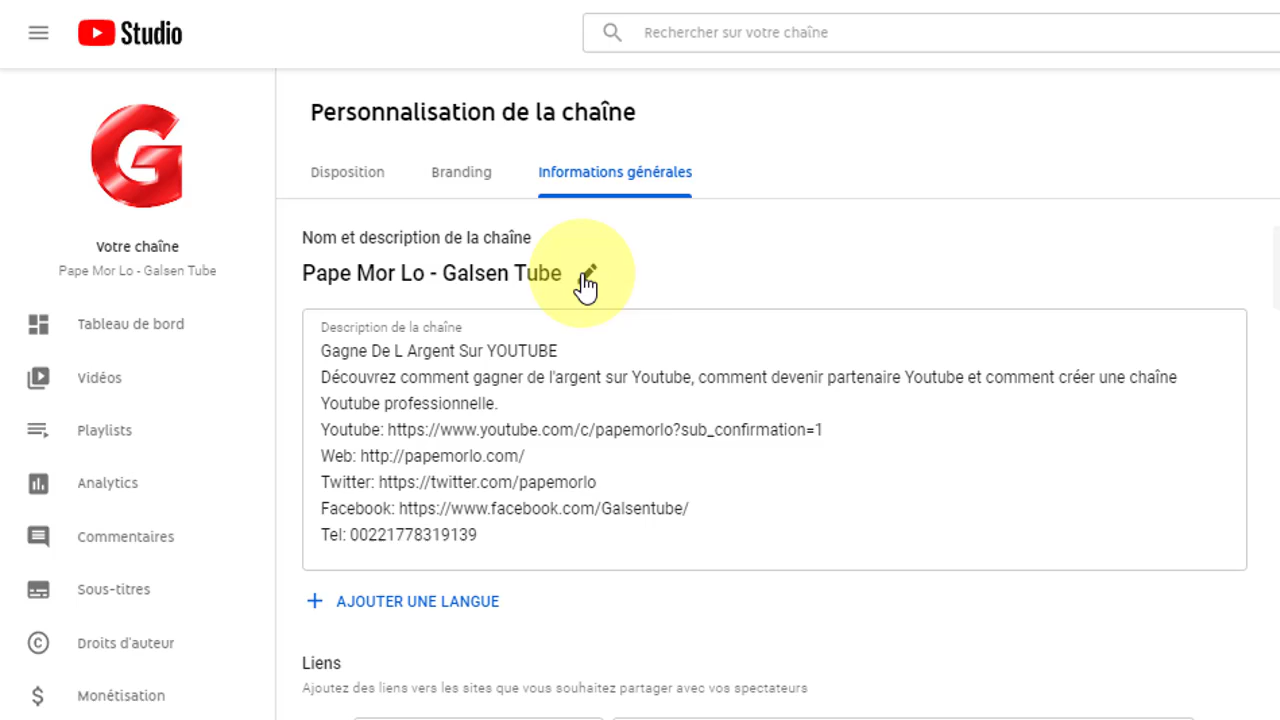 Studio
Rechercher sur votre chaîne
Personnalisation de la chaîne
Disposition
Branding
Informations générales
Votre chaîne
Pape Mor Lo - Galsen Tube
Tableau de bord
Vidéos
Playlists
Analytics
Commentaires
Sous-titres
Droits d'auteur
Monétisation
Nom et description de la chaîne
Pape Mor Lo - Galsen Tube
Description de la chaîne
Gagne De L Argent Sur YOUTUBE
Découvrez comment gagner de l'argent sur Youtube, comment devenir partenaire Youtube et comment créer une chaîne
Youtube professionnelle.
Youtube: https://www.youtube.com/c/papemorlo?sub_confirmation=1
Web: http://papemorlo.com/
Twitter: https://twitter.com/papemorlo
Facebook: https://www.facebook.com/Galsentube/
Tel: 00221778319139
AJOUTER UNE LANGUE
Liens
Ajoutez des liens vers les sites que vous souhaitez partager avec vos spectateurs